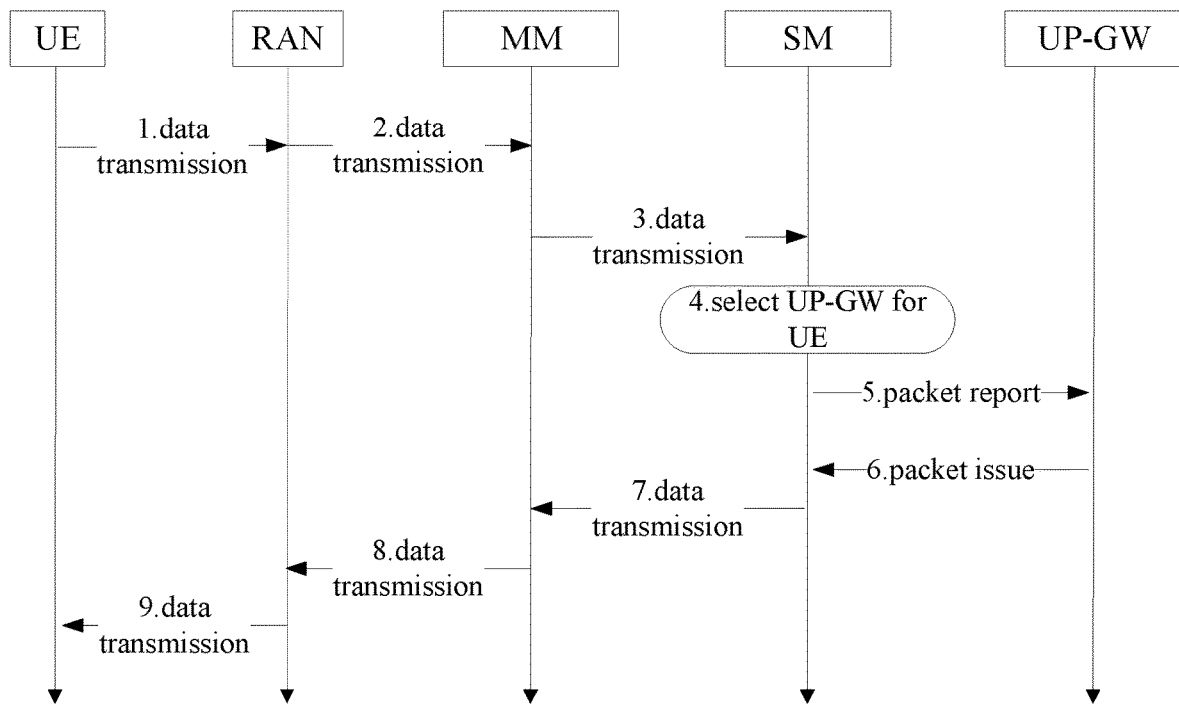 UE
RAN
MM
SM
UP-GW
1.data
transmission
2.data
transmission
3.data
transmission
4.select UP-GW for
UE
5.packet report
6.packet issue
7.data
transmission
8.data
transmission
9.data
transmission